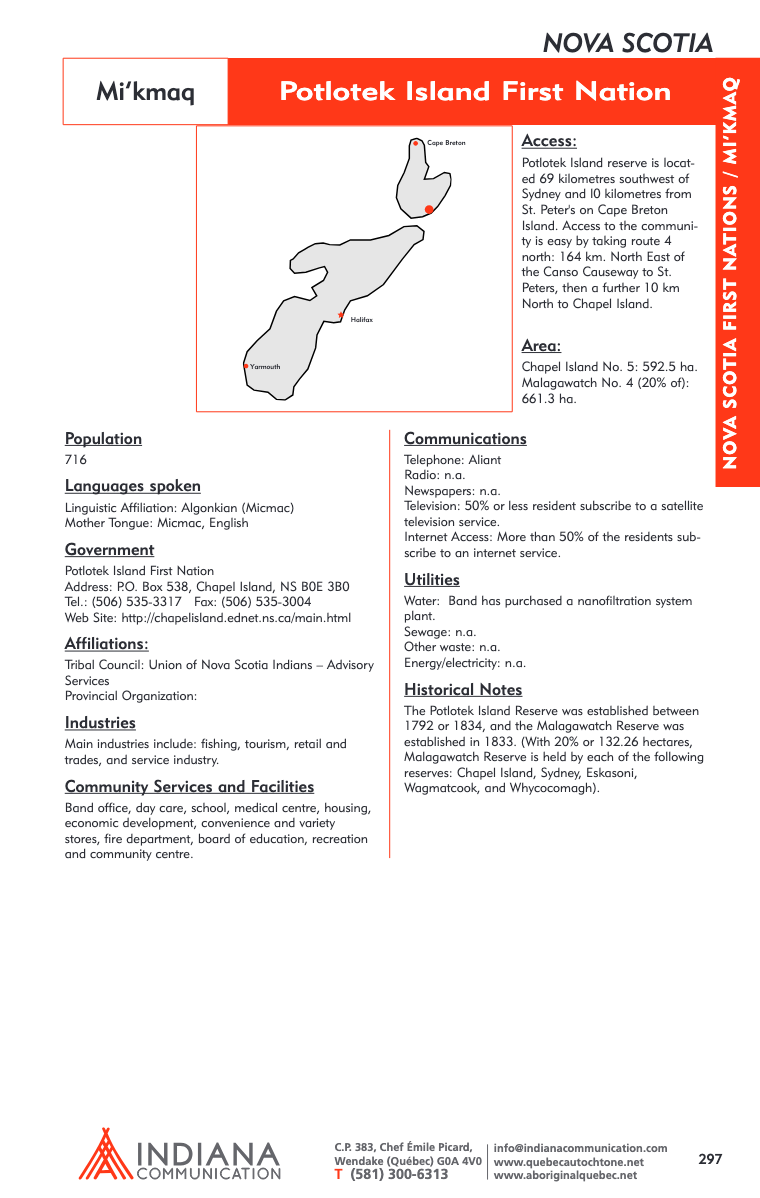 NOVA SCOTIA
Mi’kmaq
Potlotek Island First Nation
NOVA SCOTIA FIRST NATIONS / MI’KMAQ
Cape Breton
Halifax
Yarmouth
Access:
Potlotek Island reserve is locat-
ed 69 kilometres southwest of
Sydney and l0 kilometres from
St. Peter's on Cape Breton
Island. Access to the communi-
ty is easy by taking route 4
north: 164 km. North East of
the Canso Causeway to St.
Peters, then a further 10 km
North to Chapel Island.
Area:
Chapel Island No. 5: 592.5 ha.
Malagawatch No. 4 (20% of):
661.3 ha.
Population
716
Languages spoken
Linguistic Affiliation: Algonkian (Micmac)
Mother Tongue: Micmac, English
Government
Potlotek Island First Nation
Address: P.O. Box 538, Chapel Island, NS B0E 3B0
Tel.: (506) 535-3317   Fax: (506) 535-3004
Web Site: http://chapelisland.ednet.ns.ca/main.html
Affiliations:
Tribal Council: Union of Nova Scotia Indians – Advisory
Services
Provincial Organization:
Industries
Main industries include: fishing, tourism, retail and
trades, and service industry.
Community Services and Facilities
Band office, day care, school, medical centre, housing,
economic development, convenience and variety
stores, fire department, board of education, recreation
and community centre.
Communications
Telephone: Aliant
Radio: n.a.
Newspapers: n.a.
Television: 50% or less resident subscribe to a satellite
television service.
Internet Access: More than 50% of the residents sub-
scribe to an internet service.
Utilities
Water:  Band has purchased a nanofiltration system
plant.
Sewage: n.a.
Other waste: n.a.
Energy/electricity: n.a.
Historical Notes
The Potlotek Island Reserve was established between
1792 or 1834, and the Malagawatch Reserve was
established in 1833. (With 20% or 132.26 hectares,
Malagawatch Reserve is held by each of the following
reserves: Chapel Island, Sydney, Eskasoni,
Wagmatcook, and Whycocomagh).
INDIANA
COMMUNICATION
C.P. 383, Chef Émile Picard,
Wendake (Québec) G0A 4V0
T (581) 300-6313
info@indianacommunication.com
www.quebecautochtone.net
www.aboriginalquebec.net
297